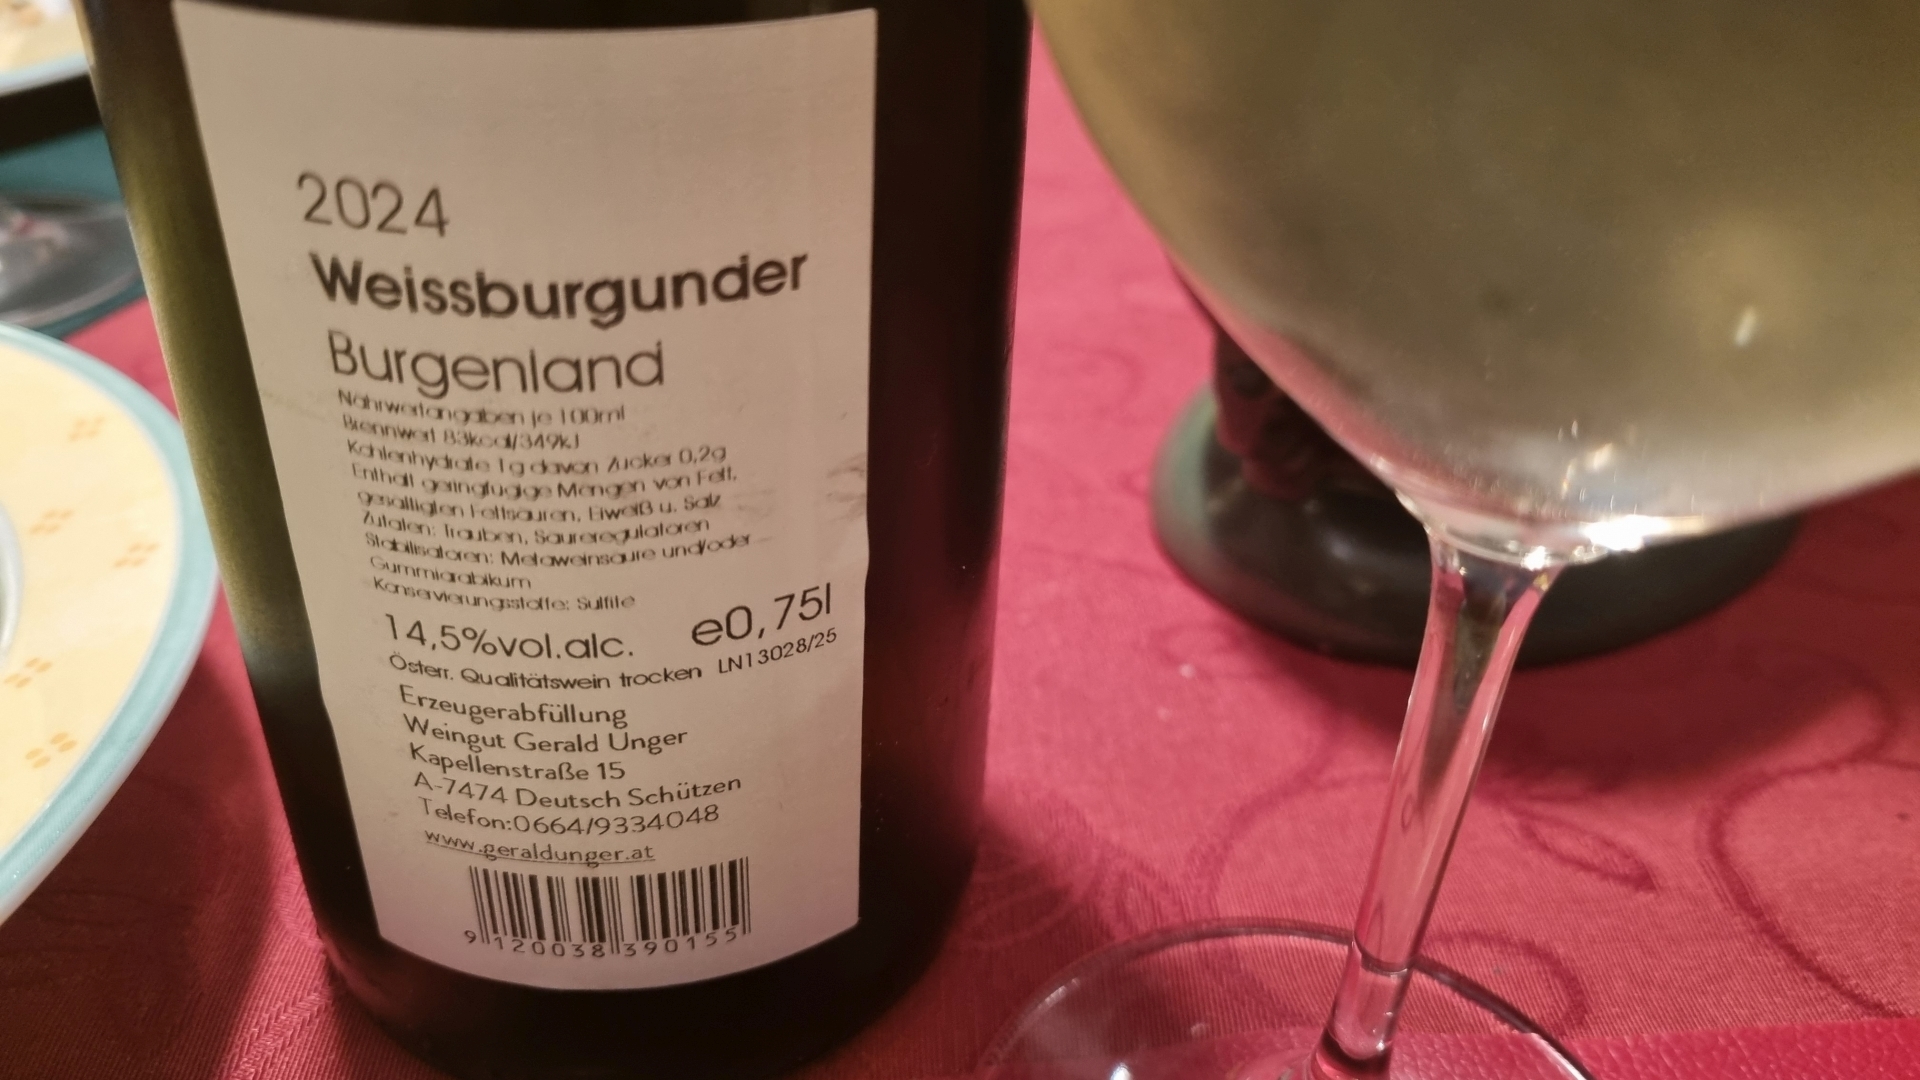 2024
Weissburgunder
Burgenland
Nährwertangaben je 100ml
Brennwert 83kcal/349kJ
Kohlenhydrate 1g davon Zucker 0,2g
Enthält geringfügige Mengen von Fett,
gesättigten Fettsäuren, Eiweiß u. Salz
Zutaten: Trauben, Säureregulatoren
Stabilisatoren: Metaweinsäure und/oder
Gummiarabikum
Konservierungsstoffe: Sulfite
14,5%vol.alc. e0,75l
Österr. Qualitätswein trocken LN13028/25
Erzeugerabfüllung
Weingut Gerald Unger
Kapellenstraße 15
A-7474 Deutsch Schützen
Telefon:0664/9334048
www.geraldunger.at
9 120038 390155